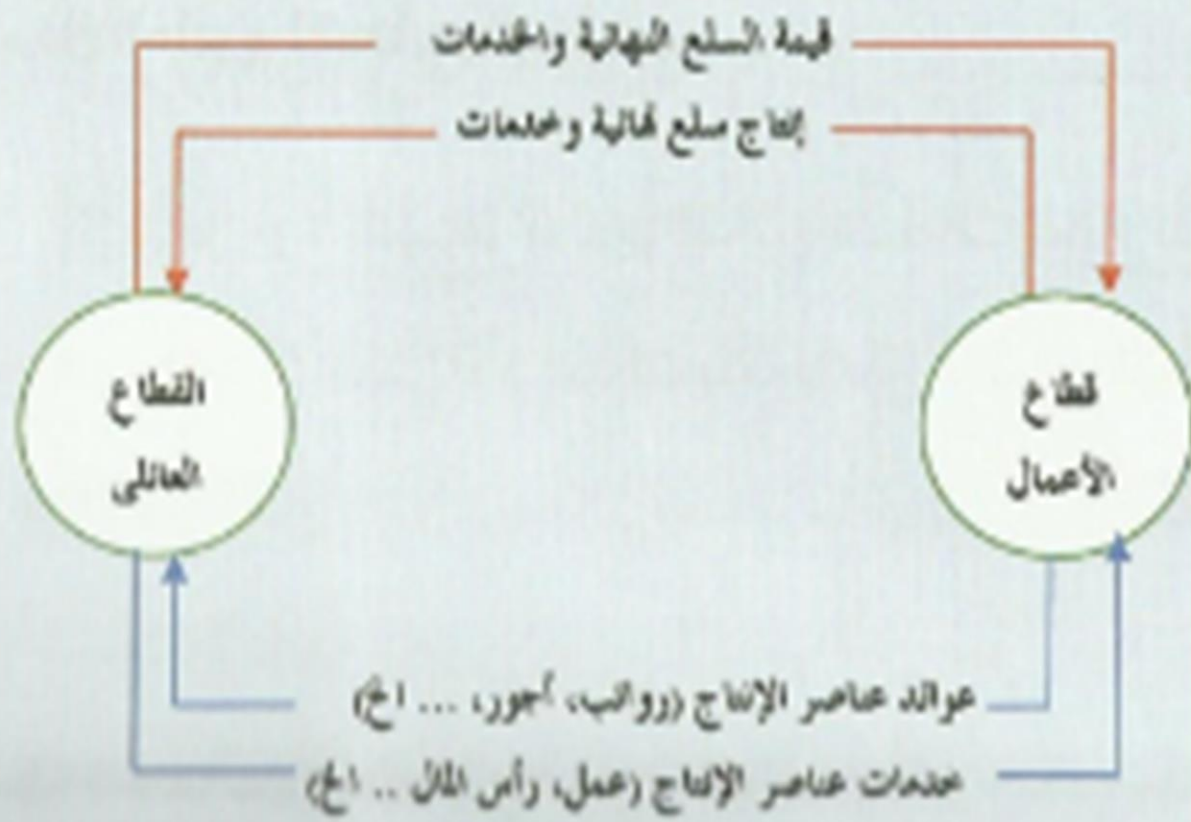 قيمة السلع النهائية والخدمات
إنتاج سلع نهائية وخدمات
قطاع
الأعمال
القطاع
العائلى
عوائد عناصر الإنتاج (رواتب، أجور، ... الخ)
خدمات عناصر الإنتاج (عمل، رأس المال .. الخ)